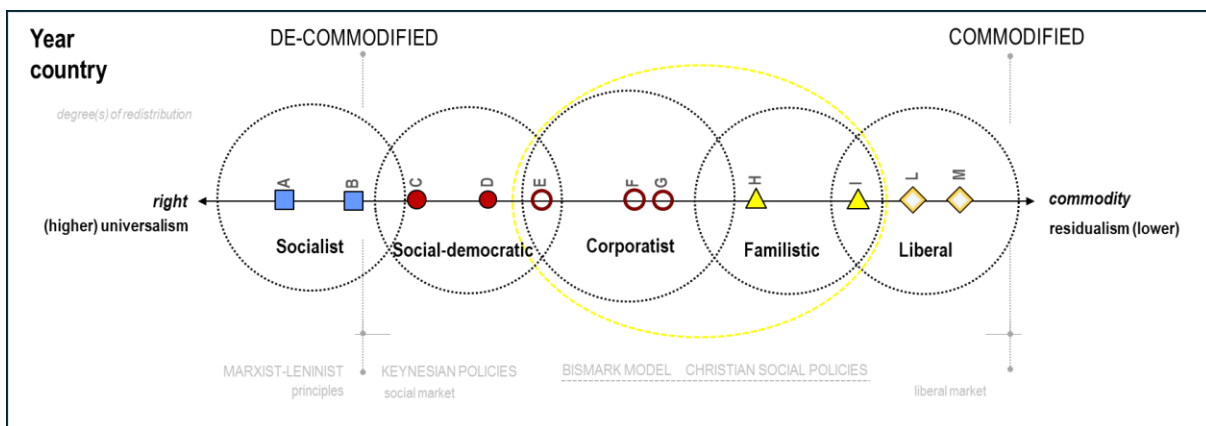 Year
country
DE-COMMODIFIED
COMMODIFIED
degree(s) of redistribution
A
B
C
D
E
F
G
H
I
L
M
right
(higher) universalism
commodity
residualism (lower)
Socialist
Social-democratic
Corporatist
Familistic
Liberal
MARXIST-LENINIST
principles
KEYNESIAN POLICIES
social market
BISMARK MODEL
CHRISTIAN SOCIAL POLICIES
liberal market